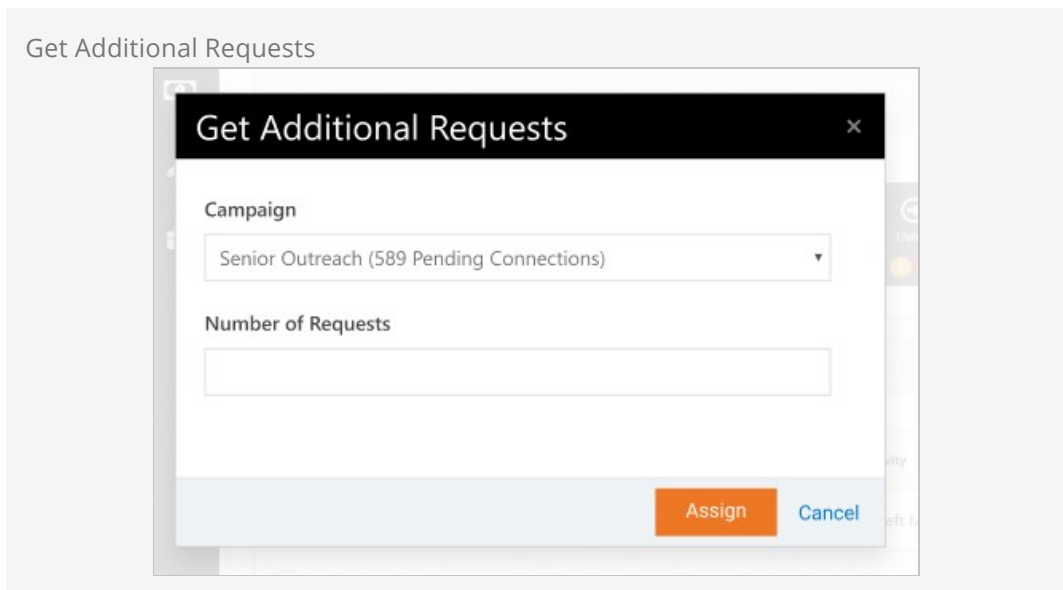 Get Additional Requests
Get Additional Requests ×
Campaign
Senior Outreach (589 Pending Connections)
Number of Requests
Assign Cancel